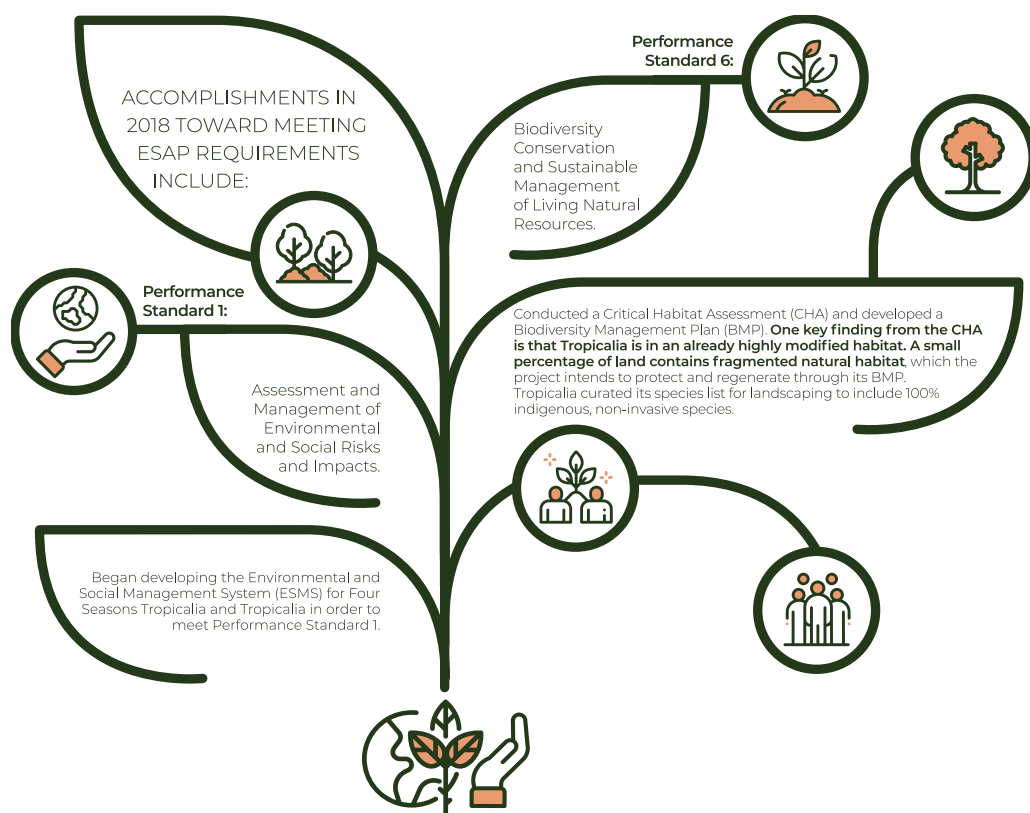 ACCOMPLISHMENTS IN
2018 TOWARD MEETING
ESAP REQUIREMENTS
INCLUDE:
Performance
Standard 1:
Assessment and
Management of
Environmental
and Social Risks
and Impacts.
Began developing the Environmental and
Social Management System (ESMS) for Four
Seasons Tropicalia and Tropicalia in order to
meet Performance Standard 1.
Performance
Standard 6:
Biodiversity
Conservation
and Sustainable
Management
of Living Natural
Resources.
Conducted a Critical Habitat Assessment (CHA) and developed a
Biodiversity Management Plan (BMP). One key finding from the CHA
is that Tropicalia is in an already highly modified habitat. A small
percentage of land contains fragmented natural habitat, which the
project intends to protect and regenerate through its BMP.
Tropicalia curated its species list for landscaping to include 100%
indigenous, non-invasive species.